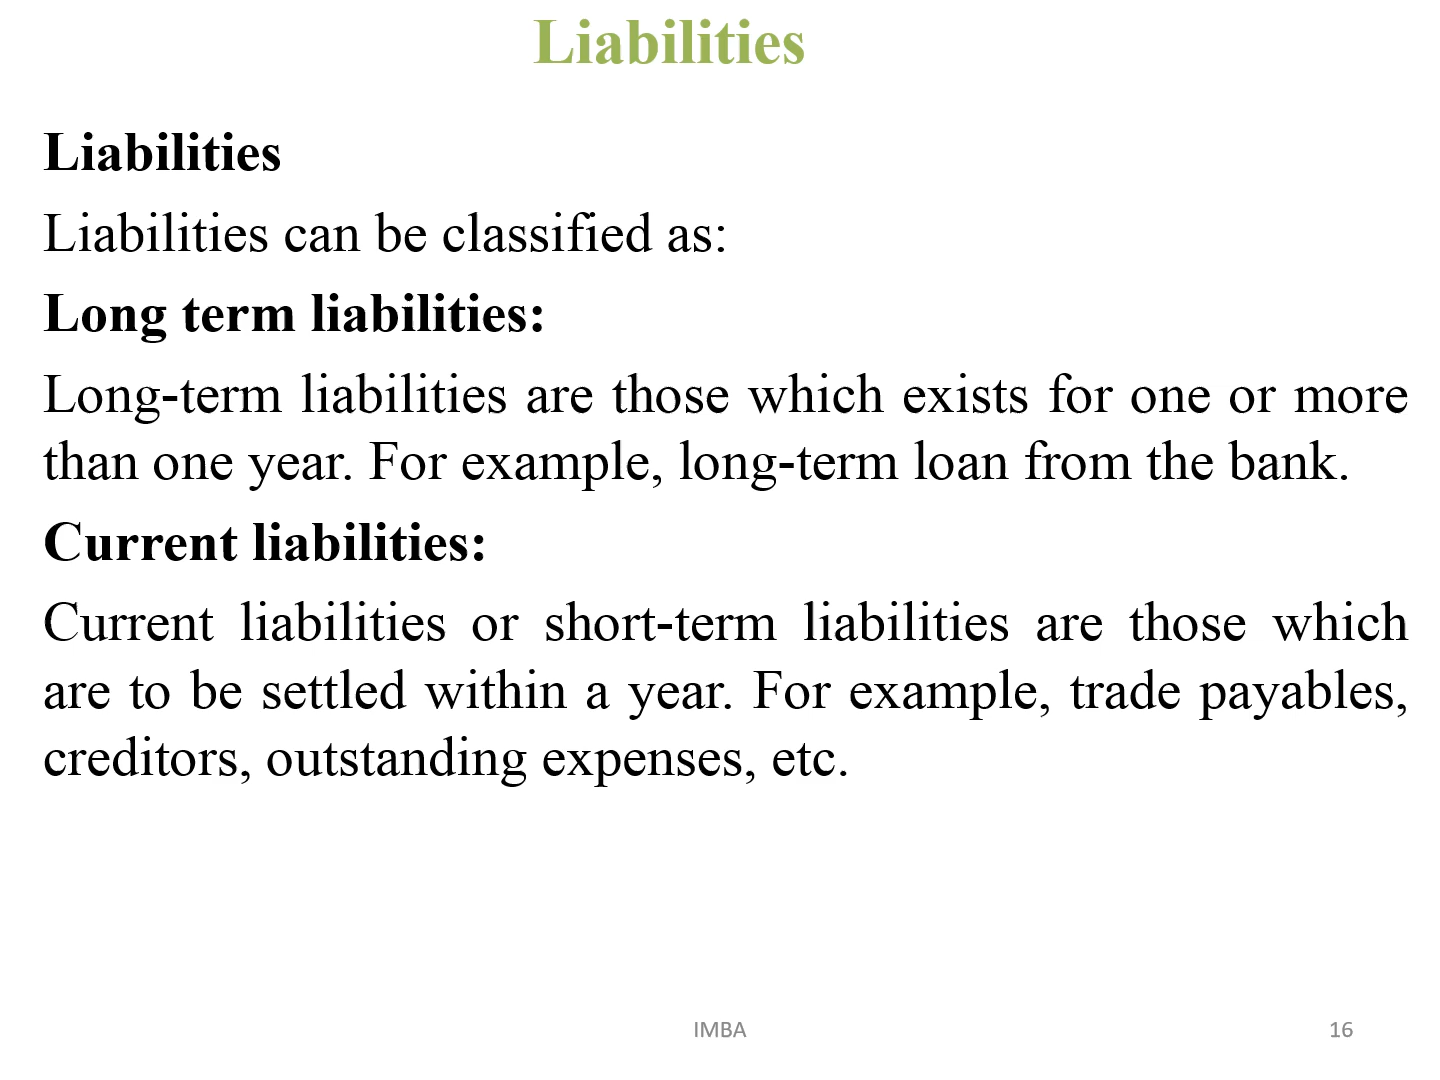 Liabilities
Liabilities
Liabilities can be classified as:
Long term liabilities:
Long-term liabilities are those which exists for one or more
than one year. For example, long-term loan from the bank.
Current liabilities:
Current liabilities or short-term liabilities are those which
are to be settled within a year. For example, trade payables,
creditors, outstanding expenses, etc.
IMBA
16